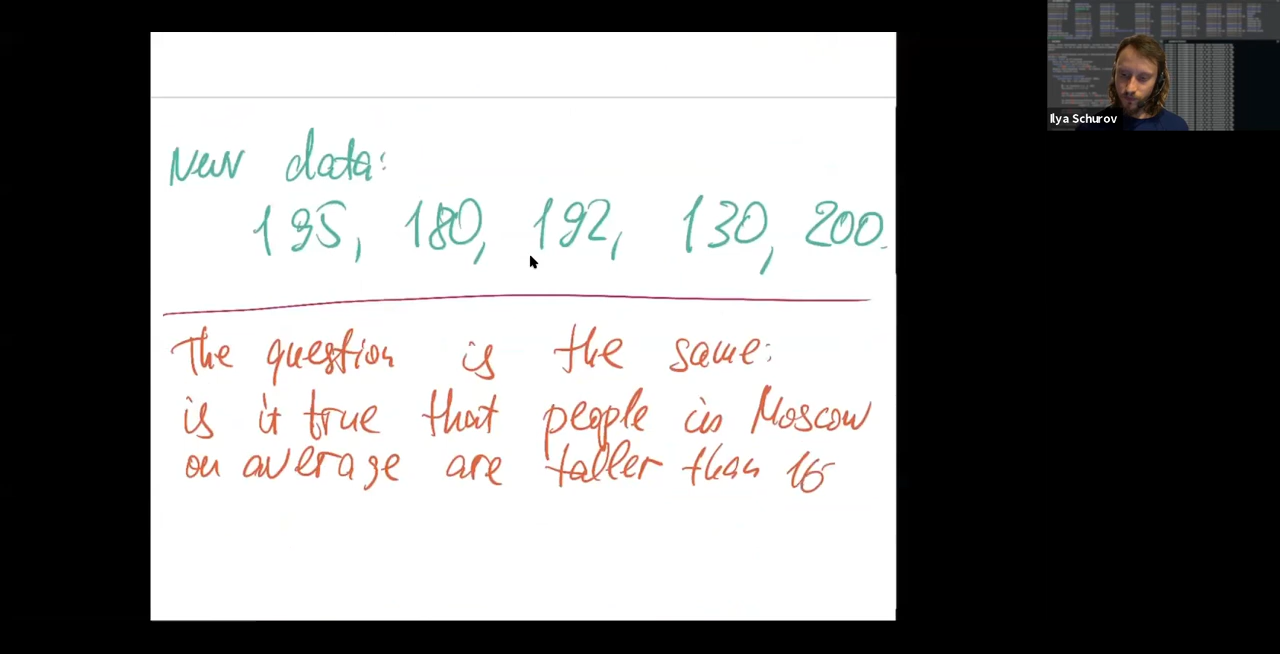 Ilya Schurov
New data:
195, 180, 192, 130, 200.
The question is the same:
is it true that people in Moscow
on average are taller than 16